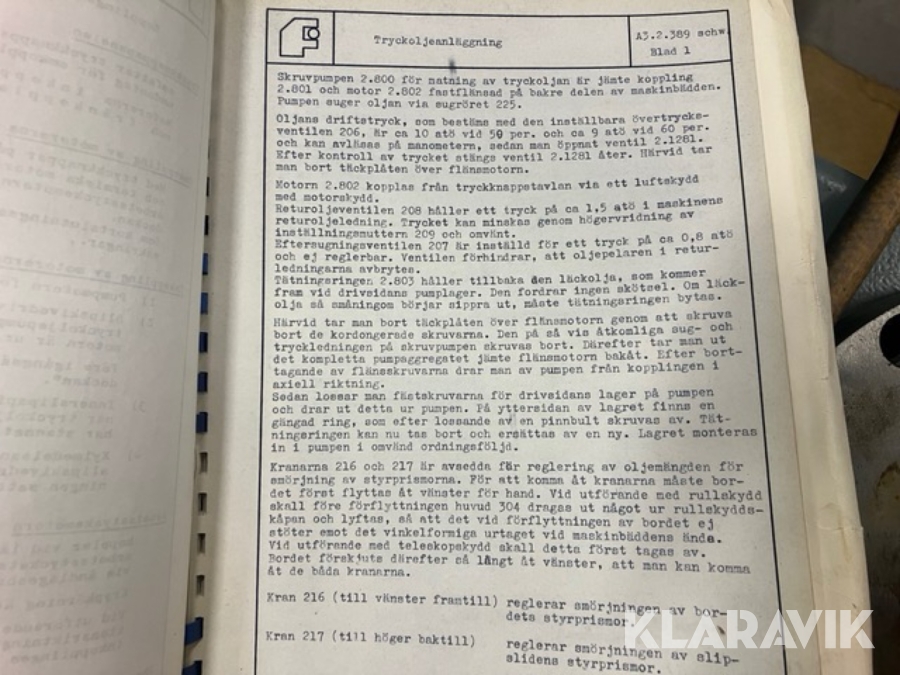 Tryckoljeanläggning
A3.2.389 schw.
Blad 1
Skruvpumpen 2.800 för matning av tryckoljan är jämte koppling
2.801 och motor 2.802 fastflänsad på bakre delen av maskinbädden.
Pumpen suger oljan via sugröret 225.
Oljans driftstryck, som bestäms med den inställbara övertrycks-
ventilen 206, är ca 10 atö vid 50 per. och ca 9 atö vid 60 per.
och kan avläsas på manometern, sedan man öppnat ventil 2.1281.
Efter kontroll av trycket stängs ventil 2.1281 åter. Härvid tar
man bort täckplåten över flänsmotorn.
Motorn 2.802 kopplas från tryckknappstavlan via ett luftskydd
med motorskydd.
Returoljeventilen 208 håller ett tryck på ca 1,5 atö i maskinens
returoljeledning. Trycket kan minskas genom högervridning av
inställningsmuttern 209 och omvänt.
Eftersugningsventilen 207 är inställd för ett tryck på ca 0,8 atö
och ej reglerbar. Ventilen förhindrar, att oljepelaren i retur-
ledningarna avbrytes.
Tätningsringen 2.803 håller tillbaka den läckolja, som kommer
fram vid drivsidans pumplager. Den fordrar ingen skötsel. Om läck-
olja så småningom börjar sippra ut, måste tätningsringen bytas.
Härvid tar man bort täckplåten över flänsmotorn genom att skruva
bort de kordongerade skruvarna. Den på så vis åtkomliga sug- och
tryckledningen på skruvpumpen skruvas bort. Därefter tar man ut
det kompletta pumpaggregatet jämte flänsmotorn bakåt. Efter bort-
tagande av flänsskruvarna drar man av pumpen från kopplingen i
axiell riktning.
Sedan lossar man fästskruvarna för drivsidans lager på pumpen
och drar ut detta ur pumpen. På yttersidan av lagret finns en
gängad ring, som efter lossande av en pinnbult skruvas av. Tät-
ningsringen kan nu tas bort och ersättas av en ny. Lagret monteras
in i pumpen i omvänd ordningsföljd.
Kranarna 216 och 217 är avsedda för reglering av oljemängden för
smörjning av styrprismorna. För att komma åt kranarna måste bor-
det först flyttas åt vänster för hand. Vid utförande med rullskydd
skall före förflyttningen huvud 304 dragas ut något ur rullskydds-
kåpan och lyftas, så att det vid förflyttningen av bordet ej
stöter emot det vinkelformiga urtaget vid maskinbäddens ända.
Vid utförande med teleskopskydd skall detta först tagas av.
Bordet förskjuts därefter så långt åt vänster, att man kan komma
åt de båda kranarna.
Kran 216 (till vänster framtill) reglerar smörjningen av bor-
dets styrprismor.
Kran 217 (till höger baktill) reglerar smörjningen av slip-
slidens styrprismor.
KLARAVIK